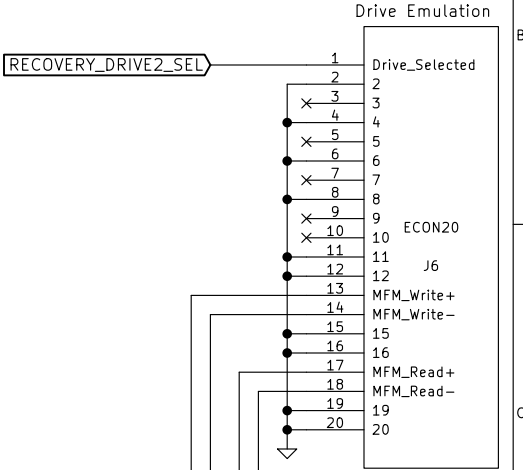 Drive Emulation
B
RECOVERY_DRIVE2_SEL
1 Drive_Selected
2 2
3 3
4 4
5 5
6 6
7 7
8 8
9 9
ECON20
10 10
11 11
J6
12 12
13 MFM_Write+
14 MFM_Write-
15 15
16 16
17 MFM_Read+
18 MFM_Read-
19 19
C
20 20